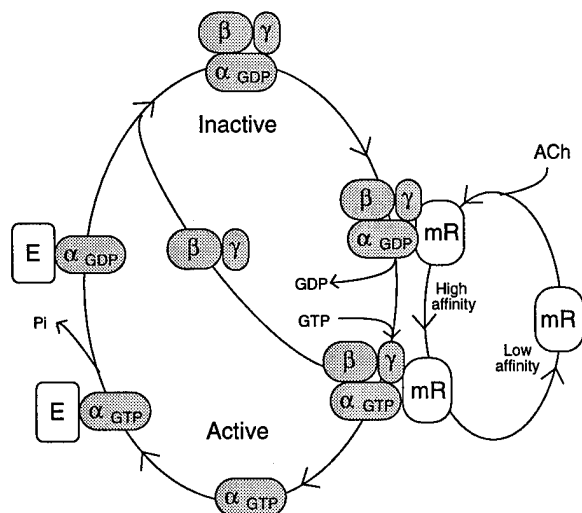 β γ
α GDP
Inactive
ACh
β γ
α GDP mR
E α GDP
β γ
GDP
High affinity
mR
Pi
GTP
Low affinity
β γ
α GTP mR
E α GTP
Active
α GTP